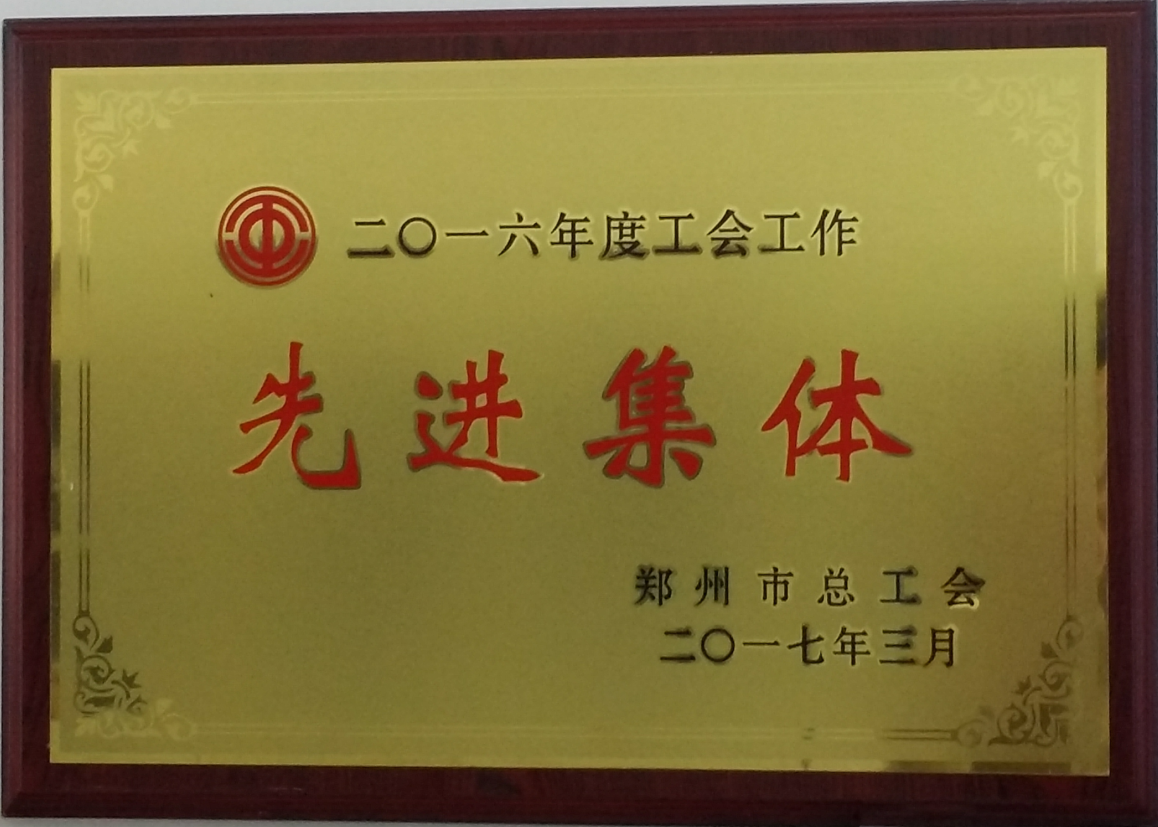 二〇一六年度工会工作
先进集体
郑州市总工会
二〇一七年三月